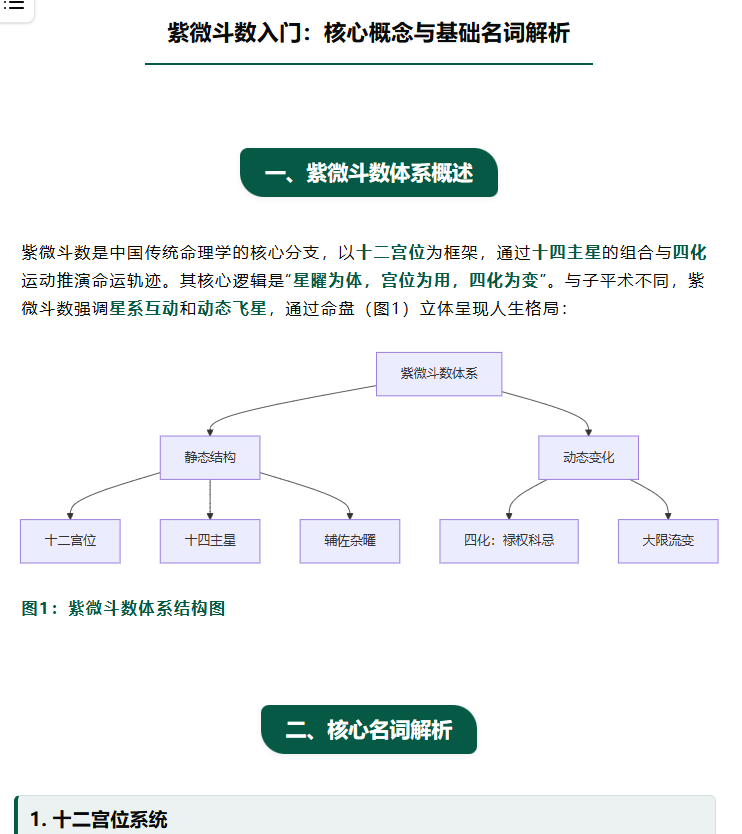 紫微斗数入门：核心概念与基础名词解析
一、紫微斗数体系概述
紫微斗数是中国传统命理学的核心分支，以十二宫位为框架，通过十四主星的组合与四化
运动推演命运轨迹。其核心逻辑是“星曜为体，宫位为用，四化为变”。与子平术不同，紫
微斗数强调星系互动和动态飞星，通过命盘（图1）立体呈现人生格局：
紫微斗数体系
静态结构
动态变化
十二宫位
十四主星
辅佐杂曜
四化：禄权科忌
大限流变
图1：紫微斗数体系结构图
二、核心名词解析
1. 十二宫位系统